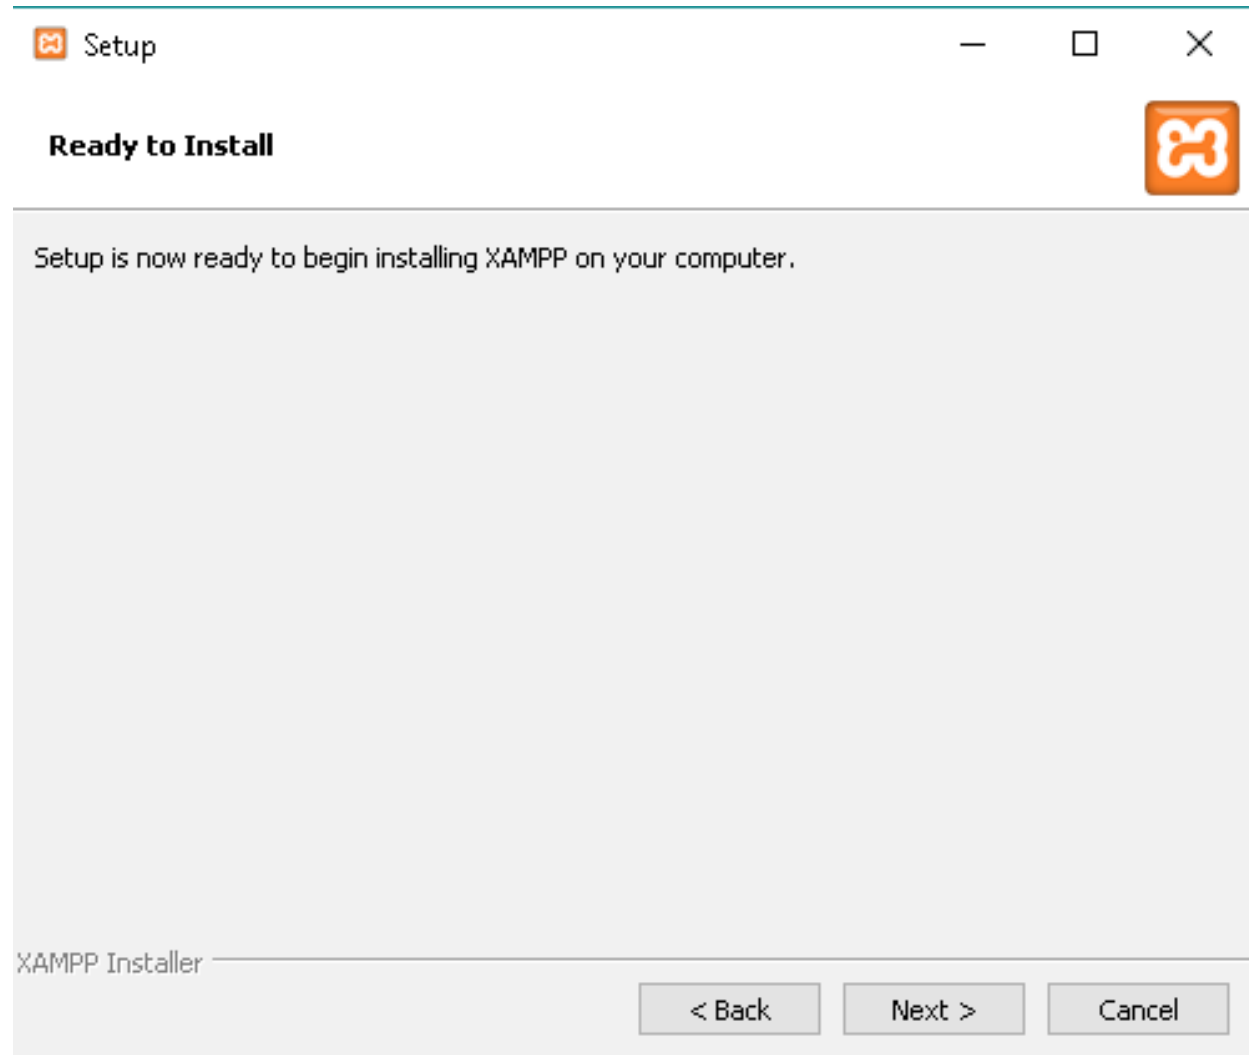 Setup
Ready to Install
Setup is now ready to begin installing XAMPP on your computer.
XAMPP Installer
< Back Next > Cancel